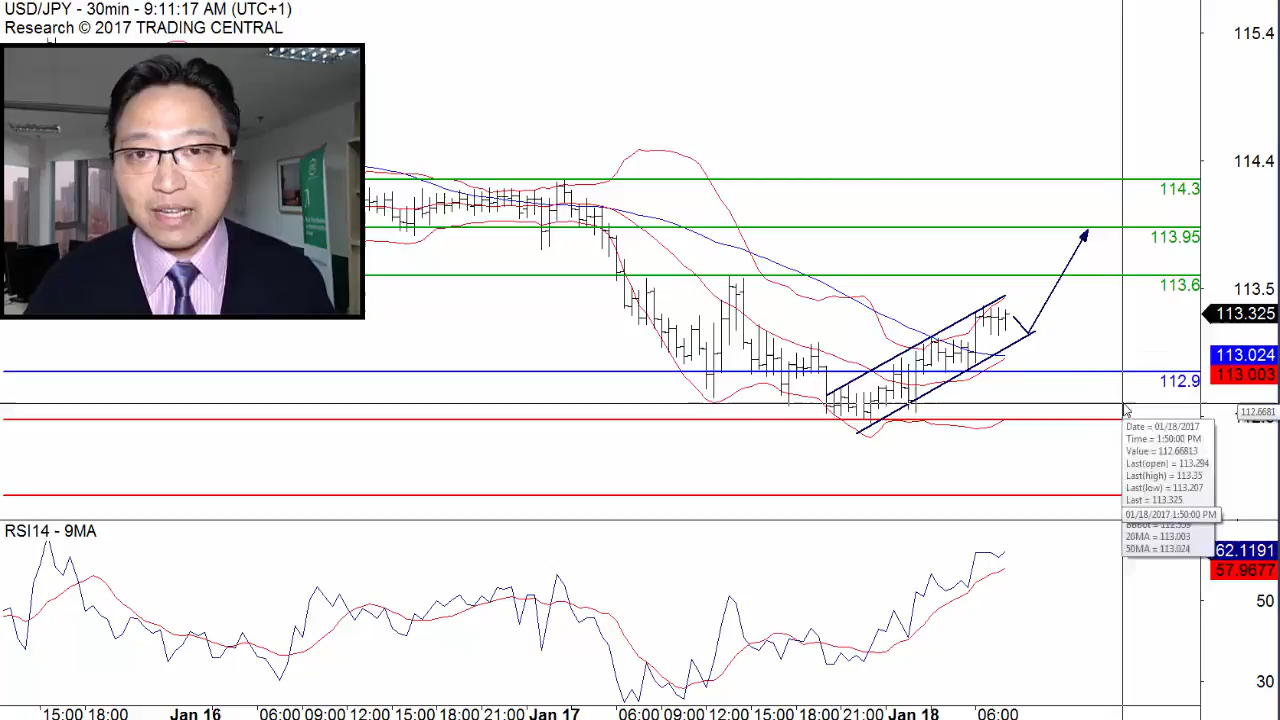 USD/JPY - 30min - 9:11:17 AM (UTC+1)
Research © 2017 TRADING CENTRAL
115.4
114.4
114.3
113.95
113.6
113.5
113.325
113.024
113.003
112.9
112.6681
Date = 01/18/2017
Time = 1:50:00 PM
Value = 112.66813
Last(open) = 113.294
Last(high) = 113.35
Last(low) = 113.207
Last = 113.325
01/18/2017 1:50:00 PM
20MA = 113.003
50MA = 113.024
RSI14 - 9MA
62.1191
57.9677
50
30
15:00 18:00 Jan 16 06:00 09:00 12:00 15:00 18:00 21:00 Jan 17 06:00 09:00 12:00 15:00 18:00 21:00 Jan 18 06:00